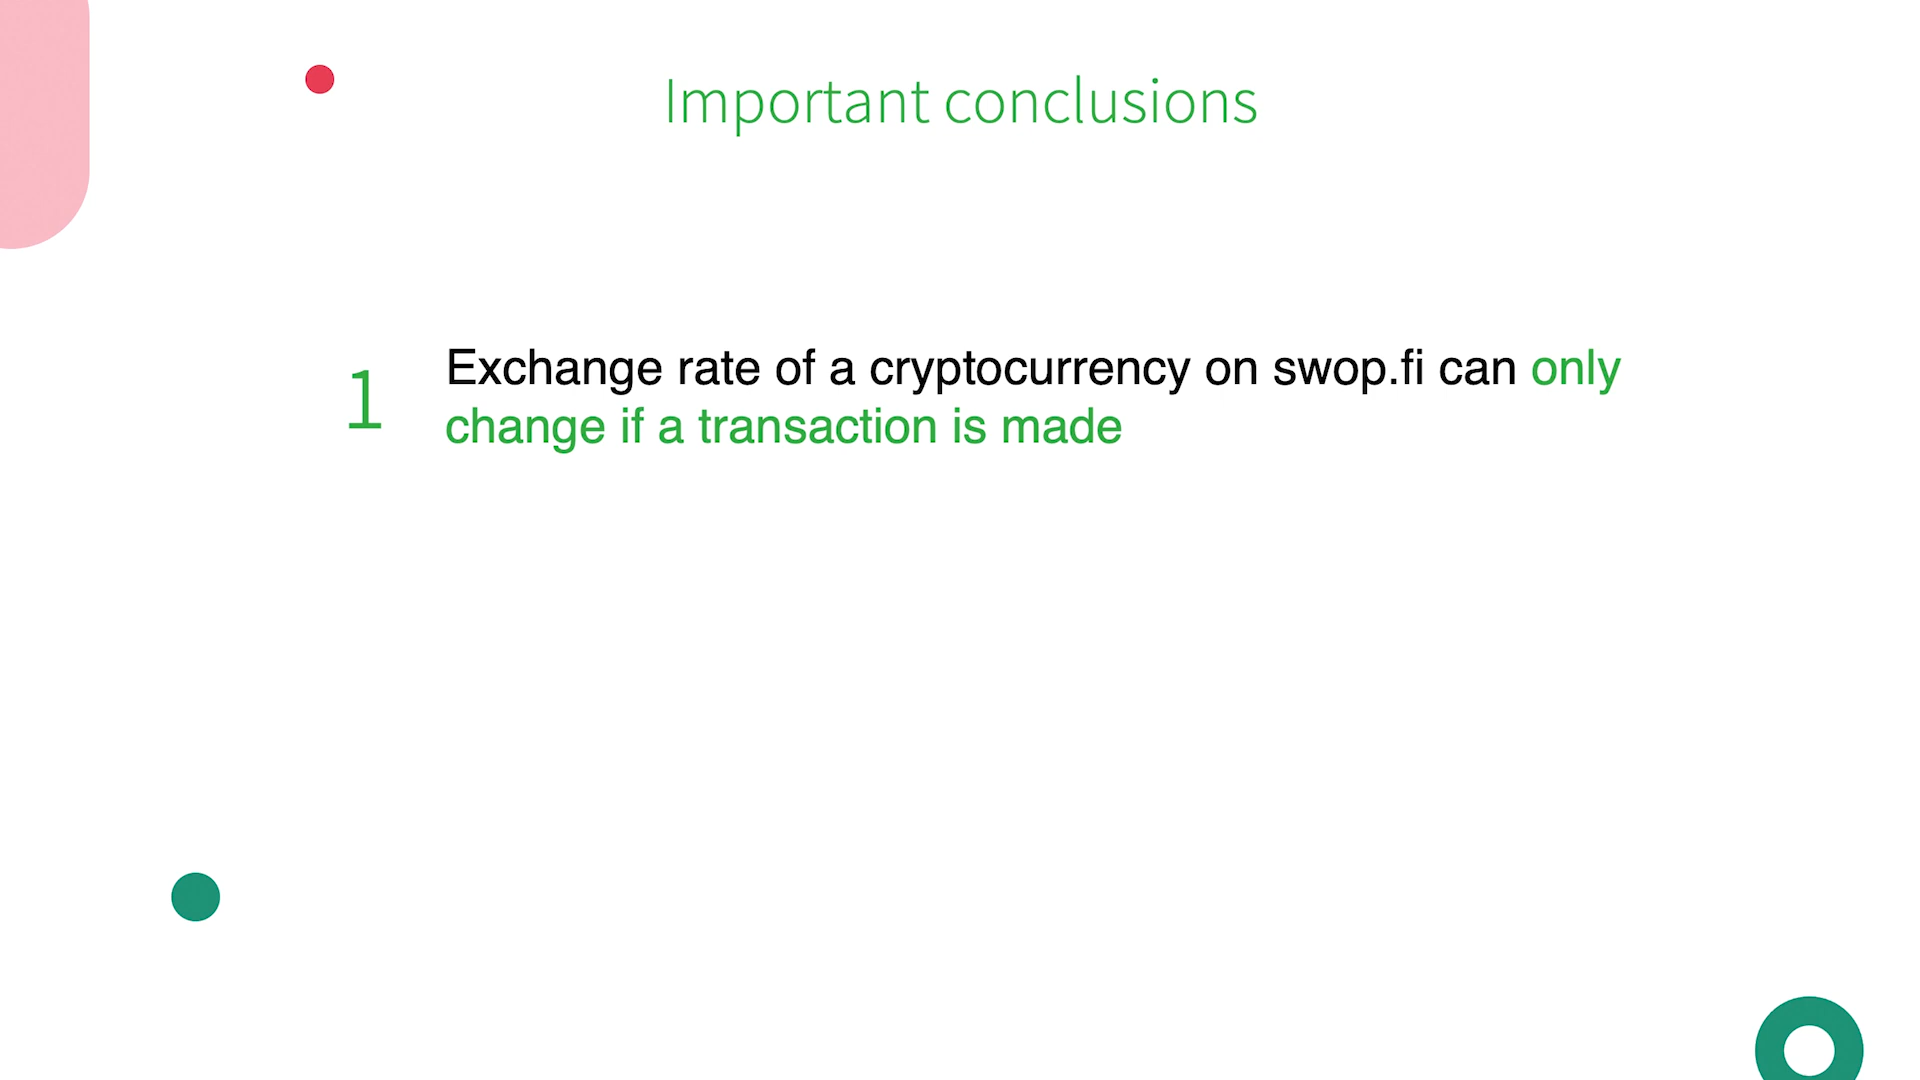 Important conclusions
1
Exchange rate of a cryptocurrency on swop.fi can only
change if a transaction is made